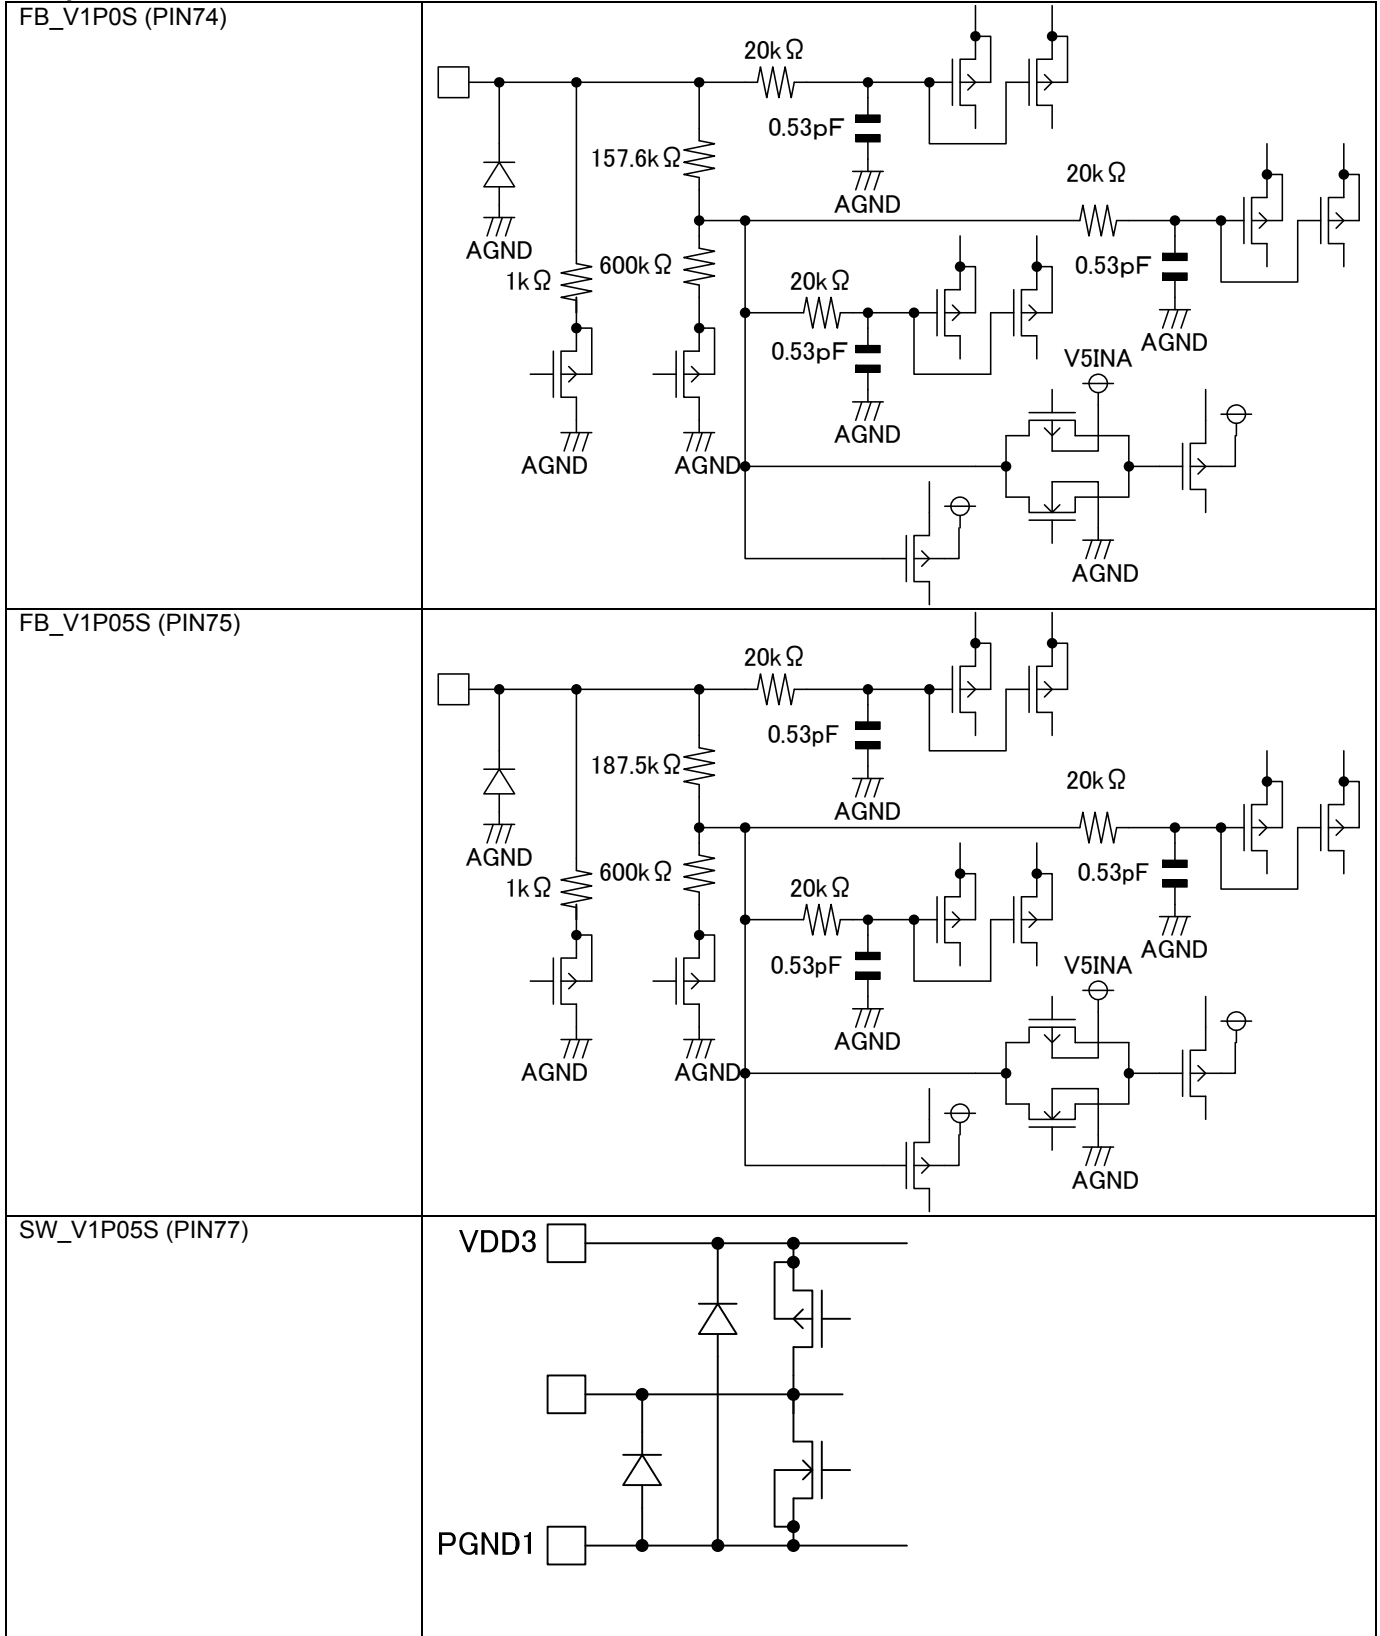 FB_V1P0S (PIN74)
20kΩ
0.53pF
157.6kΩ
AGND
20kΩ
AGND
1kΩ
600kΩ
20kΩ
0.53pF
0.53pF
AGND
V5INA
AGND
AGND
AGND
AGND
FB_V1P05S (PIN75)
20kΩ
0.53pF
187.5kΩ
AGND
20kΩ
AGND
1kΩ
600kΩ
20kΩ
0.53pF
0.53pF
AGND
V5INA
AGND
AGND
AGND
AGND
SW_V1P05S (PIN77)
VDD3
PGND1